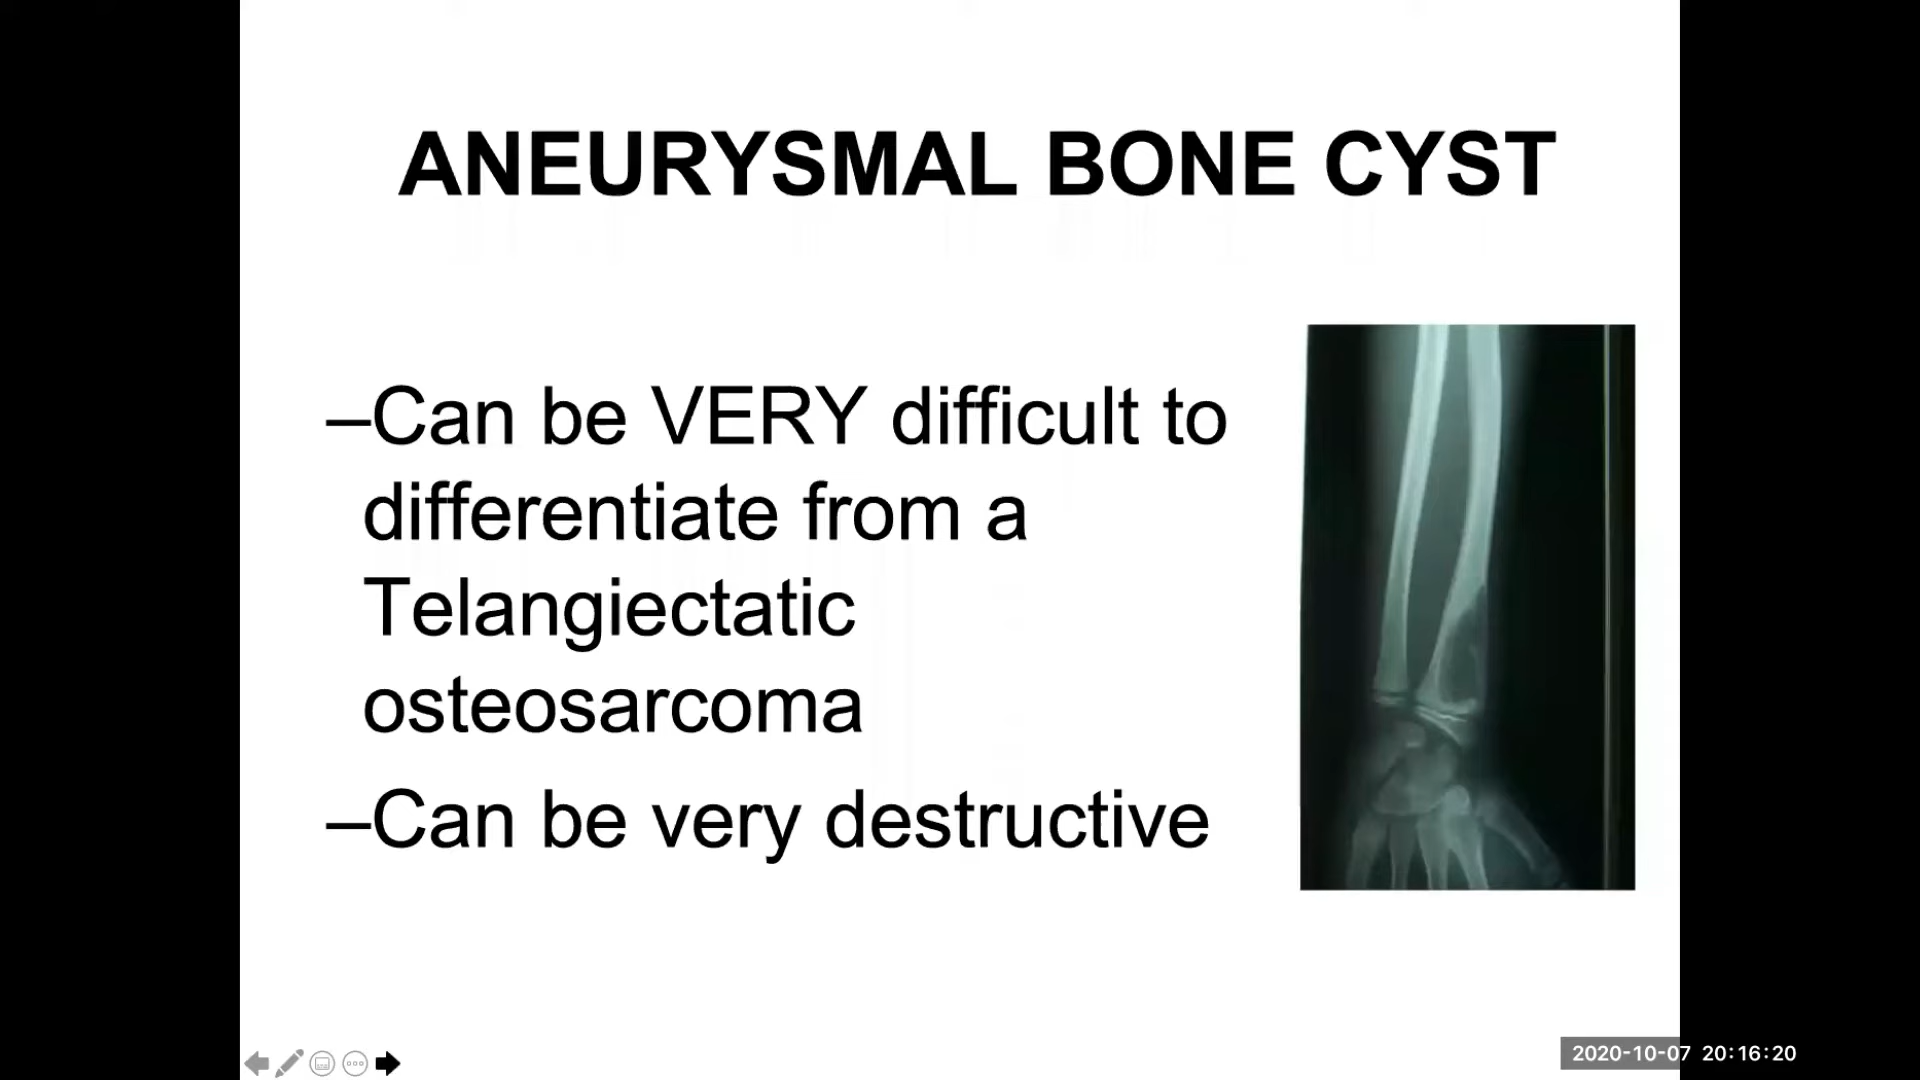 ANEURYSMAL BONE CYST
–Can be VERY difficult to
differentiate from a
Telangiectatic
osteosarcoma
–Can be very destructive
2020-10-07 20:16:20